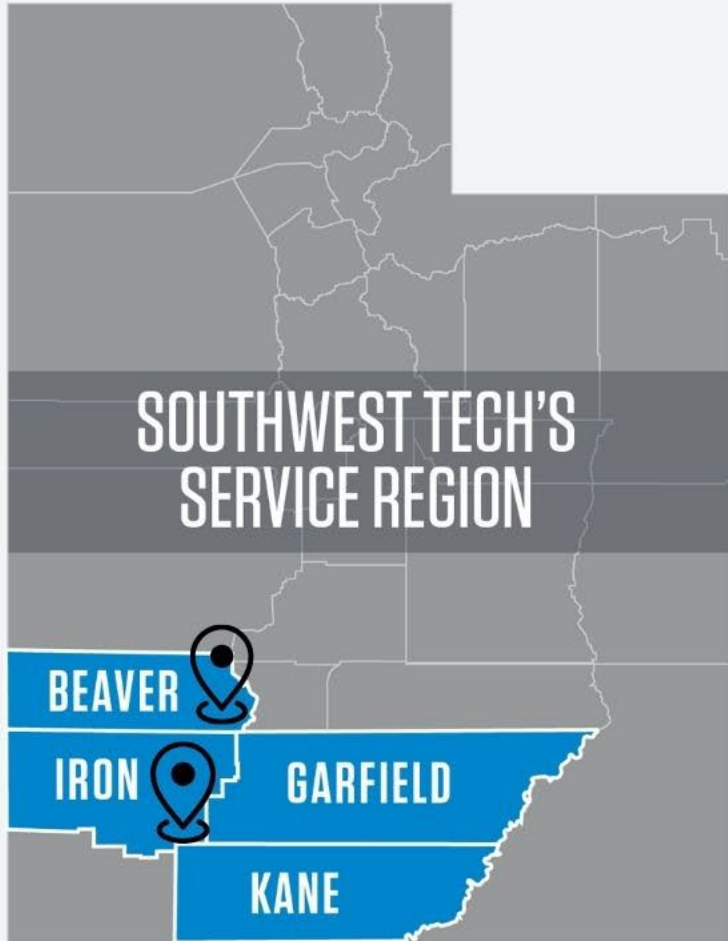 SOUTHWEST TECH'S
SERVICE REGION
BEAVER
IRON
GARFIELD
KANE